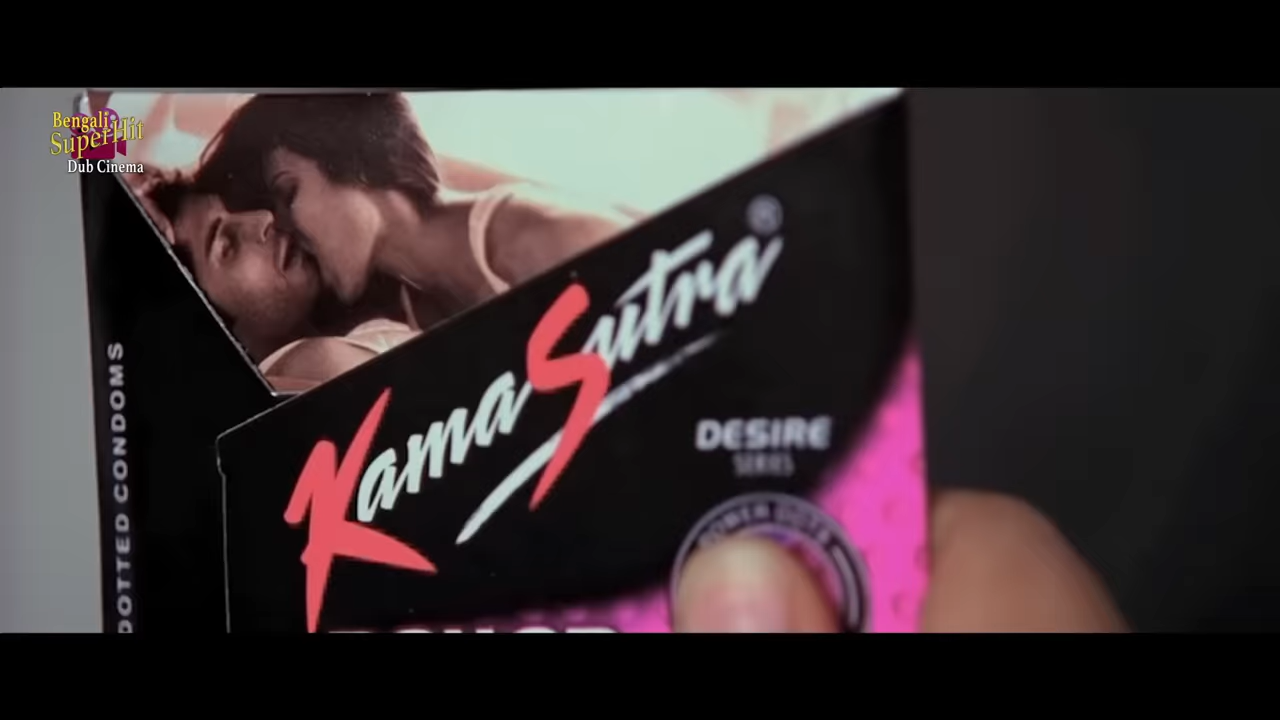 Bengali
SuperHit
Dub Cinema
KamaSutra®
DESIRE
SERIES
DOTTED CONDOMS